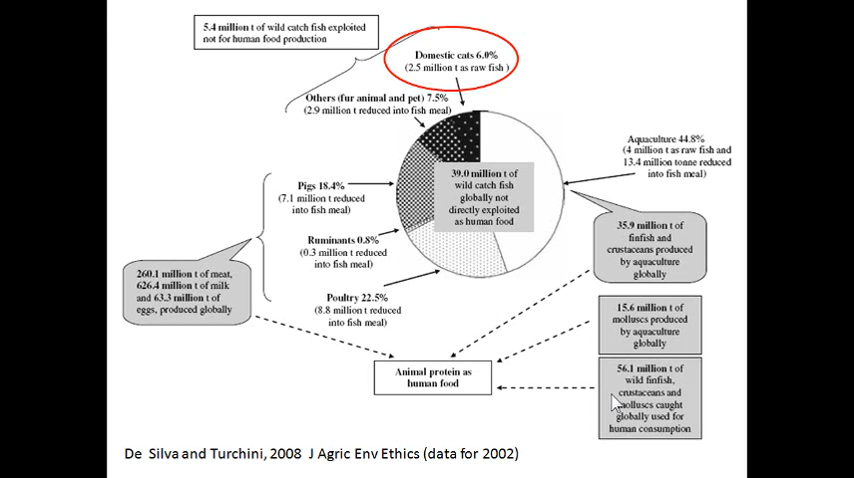 5.4 million t of wild catch fish exploited
not for human food production
Domestic cats 6.0%
(2.5 million t as raw fish )
Others (fur animal and pet) 7.5%
(2.9 million t reduced into fish meal)
Aquaculture 44.8%
(4 million t as raw fish and
13.4 million tonne reduced
into fish meal)
Pigs 18.4%
(7.1 million t reduced
into fish meal)
39.0 million t of
wild catch fish
globally not
directly exploited
as human food
Ruminants 0.8%
(0.3 million t reduced
into fish meal)
35.9 million t of
finfish and
crustaceans produced
by aquaculture
globally
260.1 million t of meat,
626.4 million t of milk
and 63.3 million t of
eggs, produced globally
Poultry 22.5%
(8.8 million t reduced
into fish meal)
15.6 million t of
molluscs produced
by aquaculture
globally
Animal protein as
human food
56.1 million t of
wild finfish,
crustaceans and
molluscs caught
globally used for
human consumption
De Silva and Turchini, 2008 J Agric Env Ethics (data for 2002)